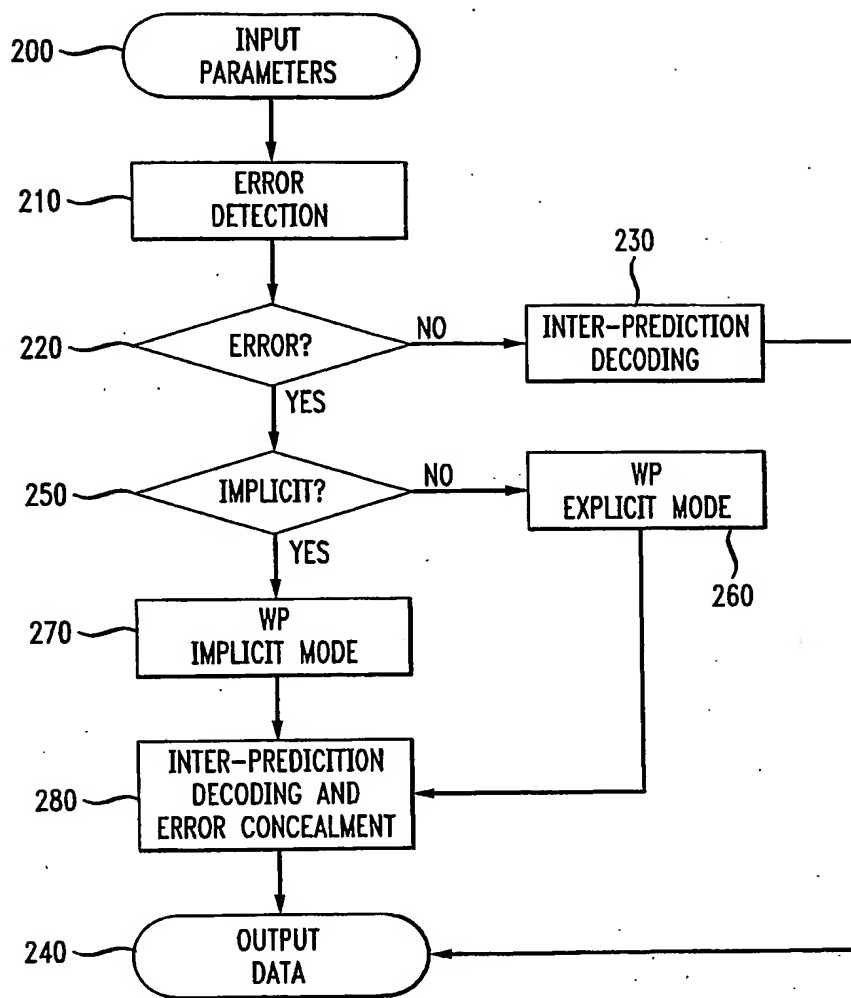 200
INPUT
PARAMETERS
210
ERROR
DETECTION
220
ERROR?
NO
YES
230
INTER-PREDICTION
DECODING
250
IMPLICIT?
NO
YES
WP
EXPLICIT MODE
260
270
WP
IMPLICIT MODE
280
INTER-PREDICITION
DECODING AND
ERROR CONCEALMENT
240
OUTPUT
DATA